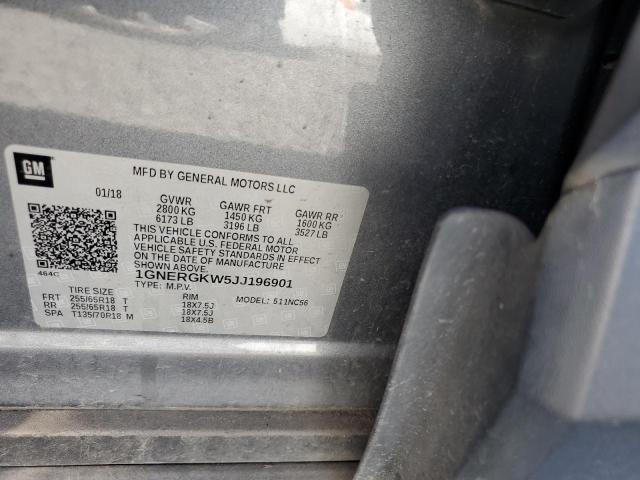 GM
MFD BY GENERAL MOTORS LLC
01/18
GVWR GAWR FRT GAWR RR
2800 KG 1450 KG 1600 KG
6173 LB 3196 LB 3527 LB
THIS VEHICLE CONFORMS TO ALL
APPLICABLE U.S. FEDERAL MOTOR
VEHICLE SAFETY STANDARDS IN EFFECT
ON THE DATE OF MANUFACTURE
SHOWN ABOVE.
464C
1GNERGKW5JJ196901
TYPE: M.P.V.
MODEL: 511NC56
TIRE SIZE RIM
FRT 255/65R18 T 18X7.5J
RR 255/65R18 T 18X7.5J
SPA T135/70R18 M 18X4.5B